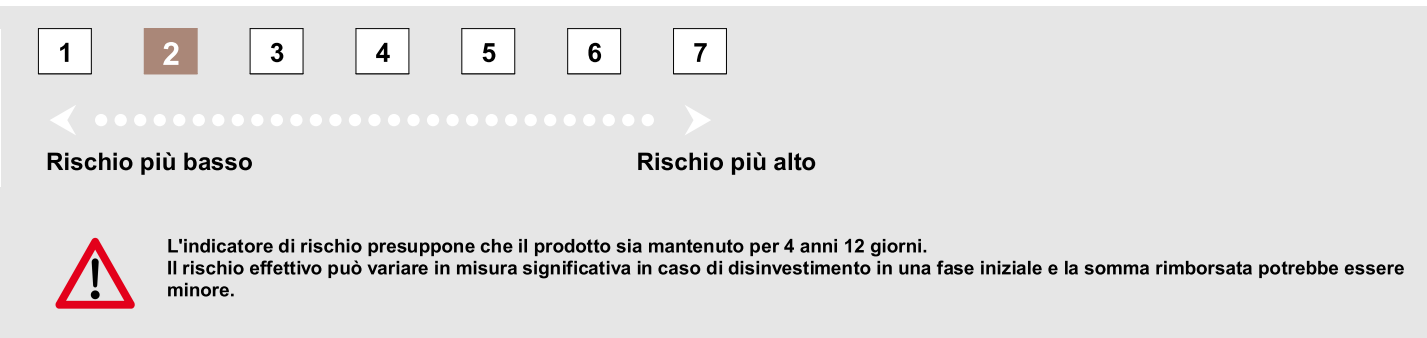 1 2 3 4 5 6 7
Rischio più basso Rischio più alto
L'indicatore di rischio presuppone che il prodotto sia mantenuto per 4 anni 12 giorni.
Il rischio effettivo può variare in misura significativa in caso di disinvestimento in una fase iniziale e la somma rimborsata potrebbe essere
minore.